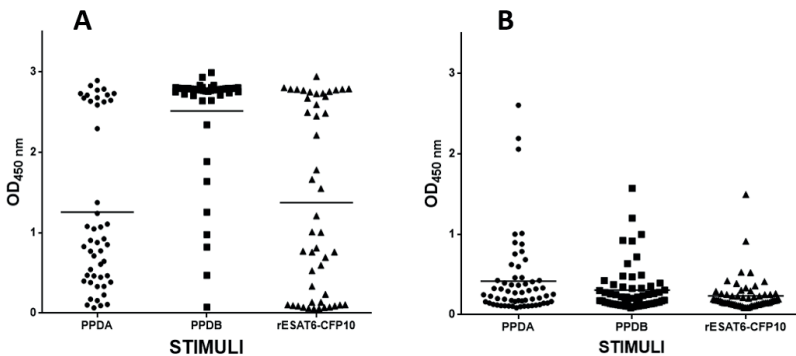 A
OD450 nm
3
2
1
0
PPDA
PPDB
rESAT6-CFP10
STIMULI
B
OD450 nm
3
2
1
0
PPDA
PPDB
rESAT6-CFP10
STIMULI